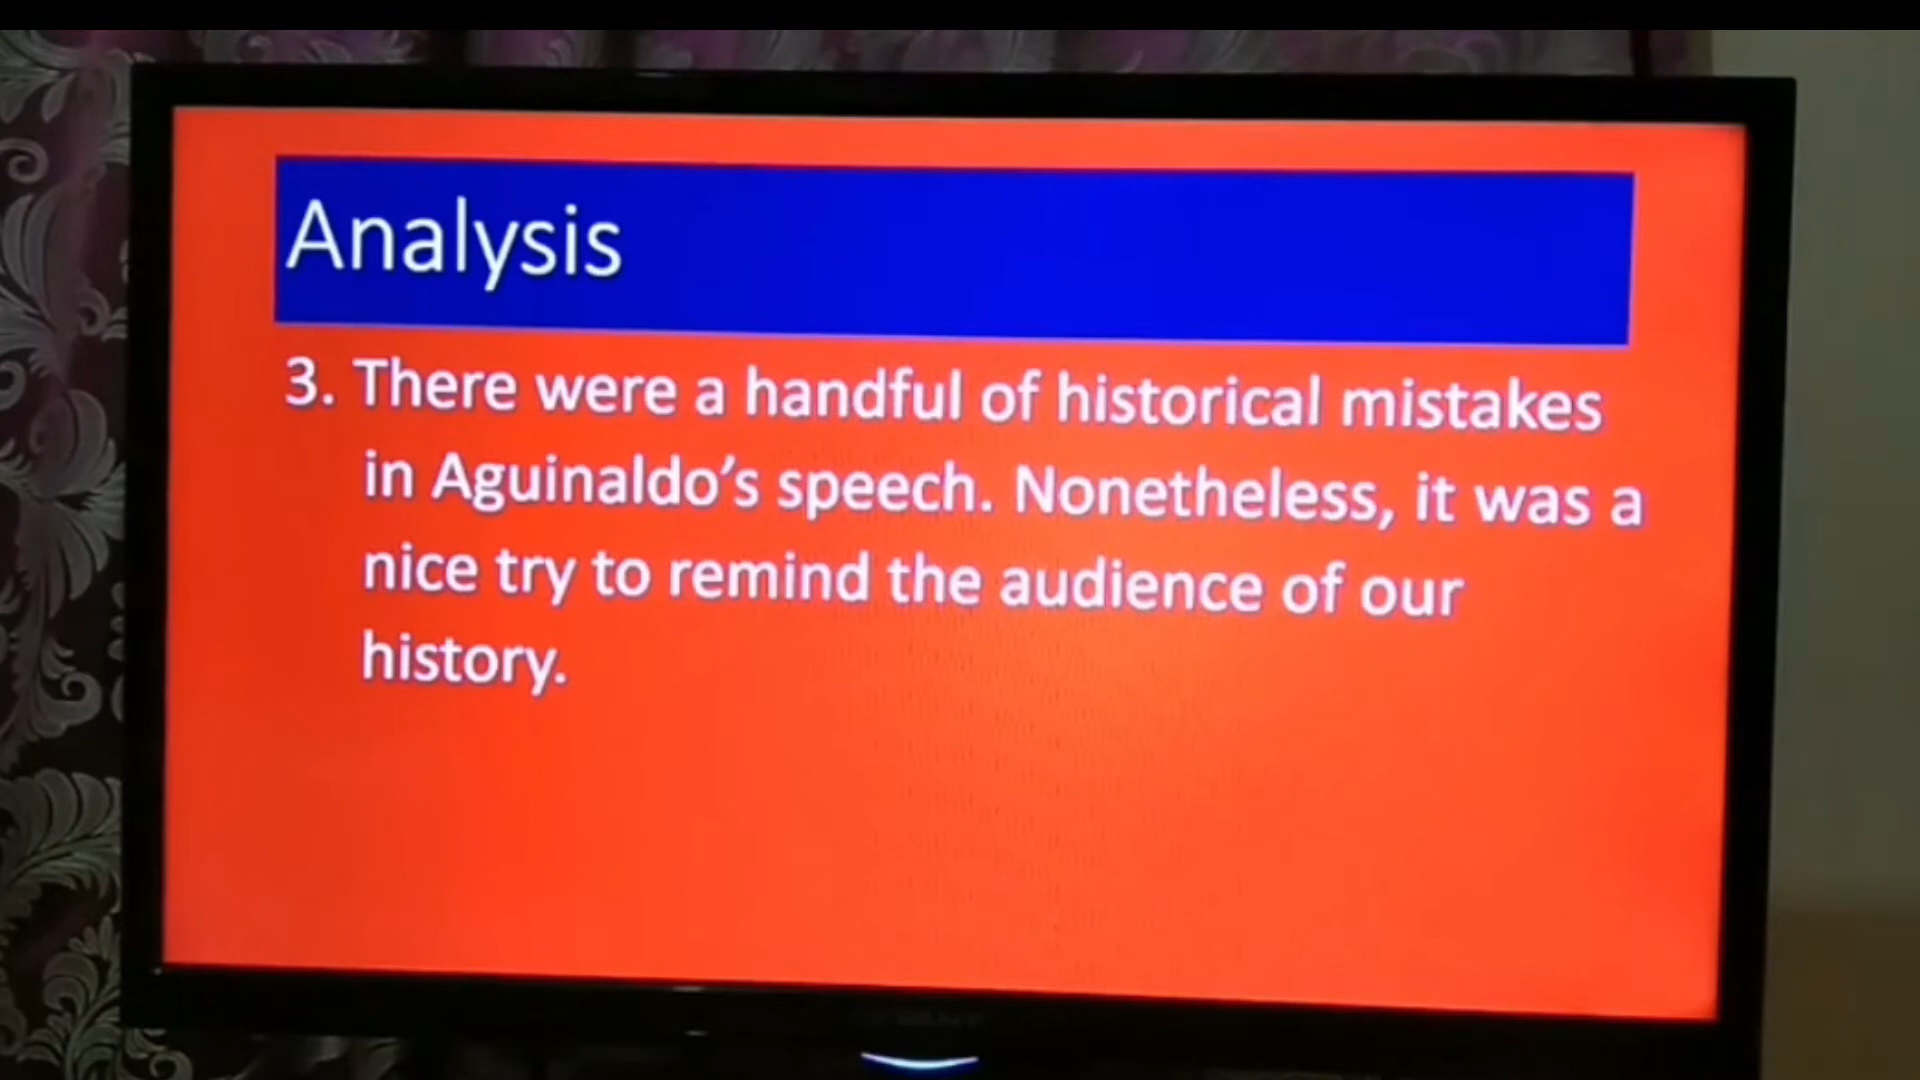 Analysis
3. There were a handful of historical mistakes
in Aguinaldo's speech. Nonetheless, it was a
nice try to remind the audience of our
history.